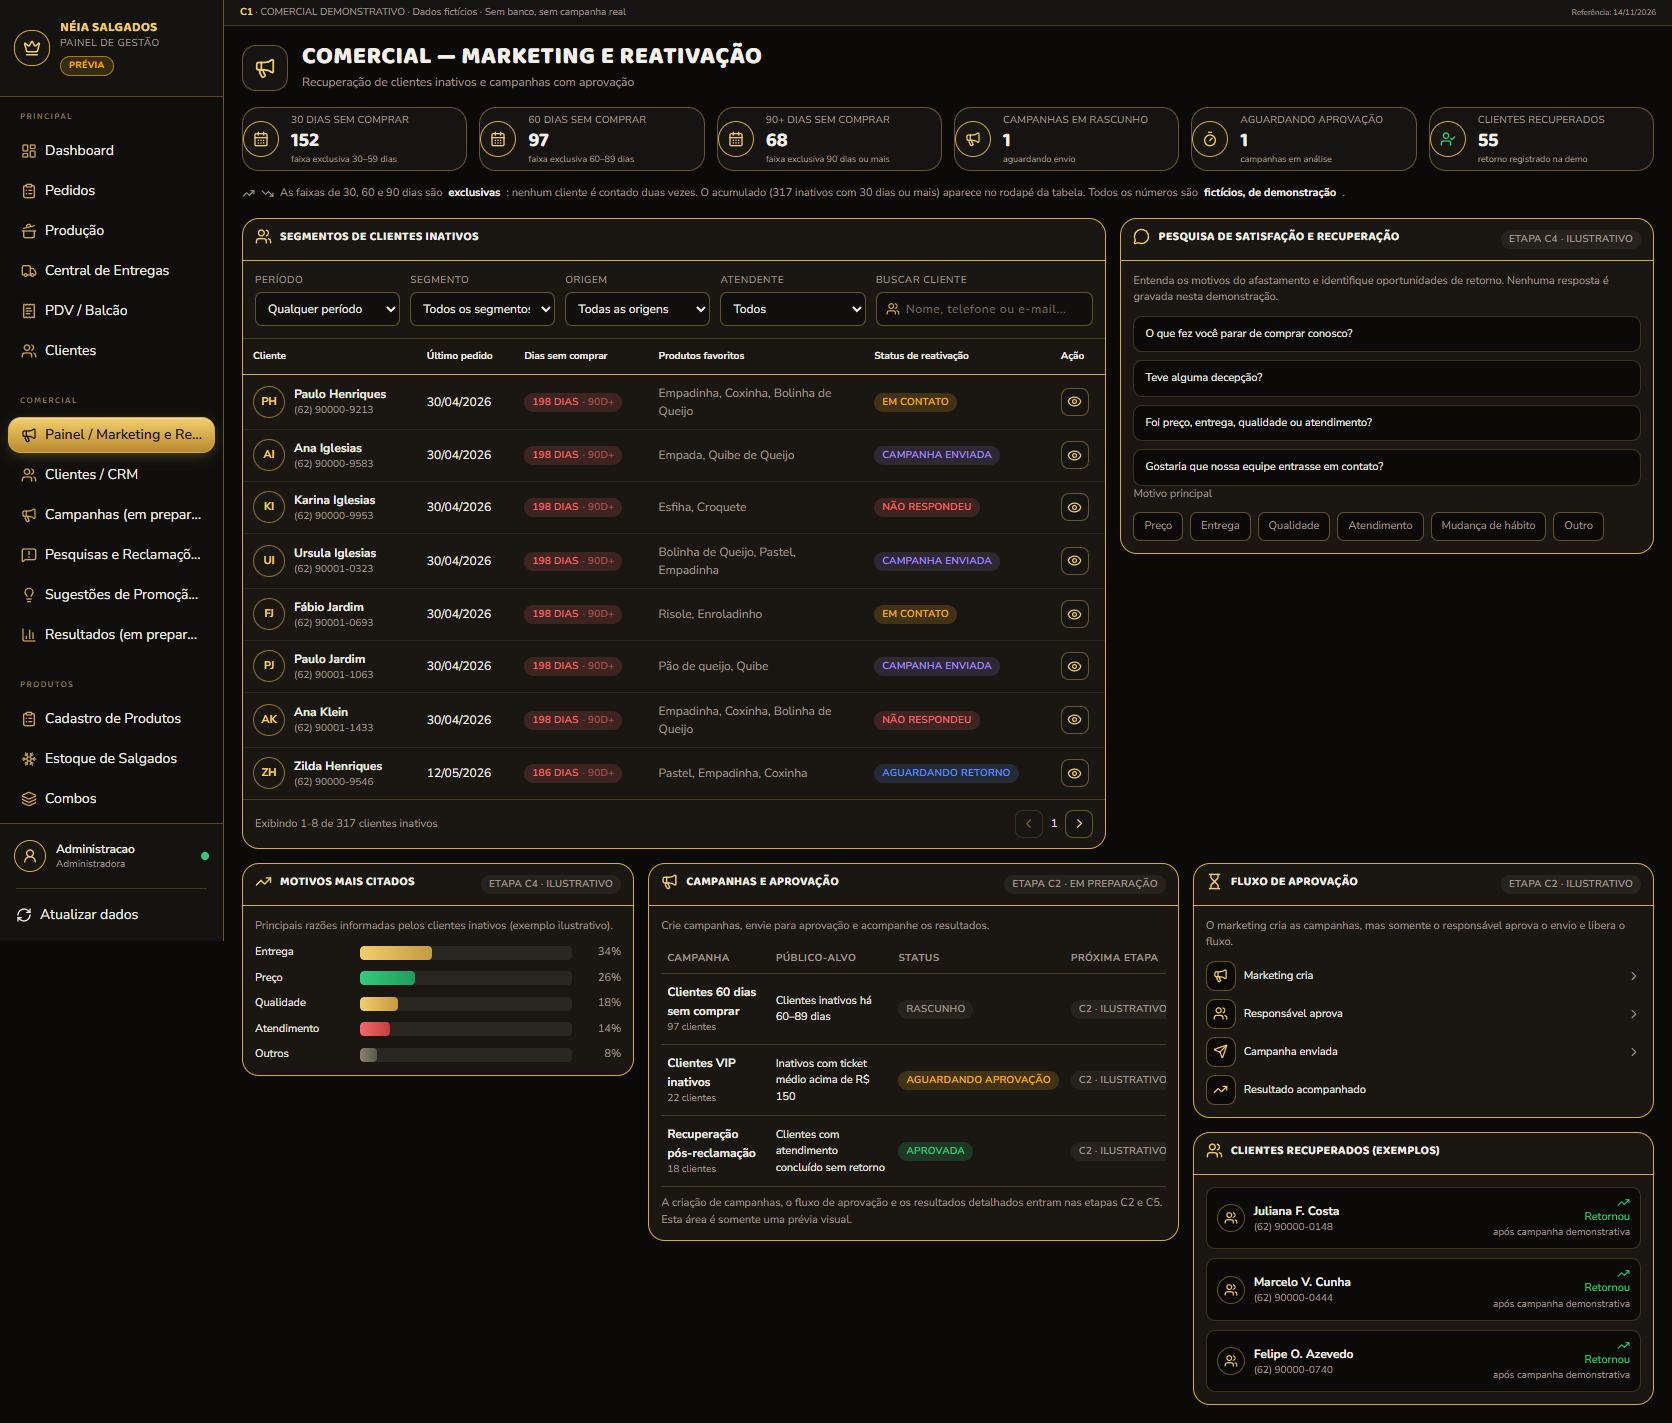 NÉIA SALGADOS
PAINEL DE GESTÃO
PRÉVIA
PRINCIPAL
Dashboard
Pedidos
Produção
Central de Entregas
PDV / Balcão
Clientes
COMERCIAL
Painel / Marketing e Re...
Clientes / CRM
Campanhas (em prepar...
Pesquisas e Reclamaçõ...
Sugestões de Promoçã...
Resultados (em prepar...
PRODUTOS
Cadastro de Produtos
Estoque de Salgados
Combos
Administracao
Administradora
Atualizar dados
C1 · COMERCIAL DEMONSTRATIVO · Dados fictícios · Sem banco, sem campanha real
Referência: 14/11/2026
COMERCIAL — MARKETING E REATIVAÇÃO
Recuperação de clientes inativos e campanhas com aprovação
30 DIAS SEM COMPRAR
152
faixa exclusiva 30–59 dias
60 DIAS SEM COMPRAR
97
faixa exclusiva 60–89 dias
90+ DIAS SEM COMPRAR
68
faixa exclusiva 90 dias ou mais
CAMPANHAS EM RASCUNHO
1
aguardando envio
AGUARDANDO APROVAÇÃO
1
campanhas em análise
CLIENTES RECUPERADOS
55
retorno registrado na demo
As faixas de 30, 60 e 90 dias são exclusivas : nenhum cliente é contado duas vezes. O acumulado (317 inativos com 30 dias ou mais) aparece no rodapé da tabela. Todos os números são fictícios, de demonstração .
SEGMENTOS DE CLIENTES INATIVOS
PERÍODO SEGMENTO ORIGEM ATENDENTE BUSCAR CLIENTE
Qualquer período Todos os segmentos Todas as origens Todos Nome, telefone ou e-mail...
Cliente Último pedido Dias sem comprar Produtos favoritos Status de reativação Ação
PH Paulo Henriques (62) 90000-9213 30/04/2026 198 DIAS · 90D+ Empadinha, Coxinha, Bolinha de Queijo EM CONTATO
AI Ana Iglesias (62) 90000-9583 30/04/2026 198 DIAS · 90D+ Empada, Quibe de Queijo CAMPANHA ENVIADA
KI Karina Iglesias (62) 90000-9953 30/04/2026 198 DIAS · 90D+ Esfiha, Croquete NÃO RESPONDEU
UI Ursula Iglesias (62) 90001-0323 30/04/2026 198 DIAS · 90D+ Bolinha de Queijo, Pastel, Empadinha CAMPANHA ENVIADA
FJ Fábio Jardim (62) 90001-0693 30/04/2026 198 DIAS · 90D+ Risole, Enroladinho EM CONTATO
PJ Paulo Jardim (62) 90001-1063 30/04/2026 198 DIAS · 90D+ Pão de queijo, Quibe CAMPANHA ENVIADA
AK Ana Klein (62) 90001-1433 30/04/2026 198 DIAS · 90D+ Empadinha, Coxinha, Bolinha de Queijo NÃO RESPONDEU
ZH Zilda Henriques (62) 90000-9546 12/05/2026 186 DIAS · 90D+ Pastel, Empadinha, Coxinha AGUARDANDO RETORNO
Exibindo 1-8 de 317 clientes inativos
1
PESQUISA DE SATISFAÇÃO E RECUPERAÇÃO
ETAPA C4 · ILUSTRATIVO
Entenda os motivos do afastamento e identifique oportunidades de retorno. Nenhuma resposta é
gravada nesta demonstração.
O que fez você parar de comprar conosco?
Teve alguma decepção?
Foi preço, entrega, qualidade ou atendimento?
Gostaria que nossa equipe entrasse em contato?
Motivo principal
Preço Entrega Qualidade Atendimento Mudança de hábito Outro
MOTIVOS MAIS CITADOS
ETAPA C4 · ILUSTRATIVO
Principais razões informadas pelos clientes inativos (exemplo ilustrativo).
Entrega 34%
Preço 26%
Qualidade 18%
Atendimento 14%
Outros 8%
CAMPANHAS E APROVAÇÃO
ETAPA C2 · EM PREPARAÇÃO
Crie campanhas, envie para aprovação e acompanhe os resultados.
CAMPANHA PÚBLICO-ALVO STATUS PRÓXIMA ETAPA
Clientes 60 dias sem comprar 97 clientes Clientes inativos há 60–89 dias RASCUNHO C2 · ILUSTRATIVO
Clientes VIP inativos 22 clientes Inativos com ticket médio acima de R$ 150 AGUARDANDO APROVAÇÃO C2 · ILUSTRATIVO
Recuperação pós-reclamação 18 clientes Clientes com atendimento concluído sem retorno APROVADA C2 · ILUSTRATIVO
A criação de campanhas, o fluxo de aprovação e os resultados detalhados entram nas etapas C2 e C5.
Esta área é somente uma prévia visual.
FLUXO DE APROVAÇÃO
ETAPA C2 · ILUSTRATIVO
O marketing cria as campanhas, mas somente o responsável aprova o envio e libera o
fluxo.
Marketing cria
Responsável aprova
Campanha enviada
Resultado acompanhado
CLIENTES RECUPERADOS (EXEMPLOS)
Juliana F. Costa
(62) 90000-0148
Retornou
após campanha demonstrativa
Marcelo V. Cunha
(62) 90000-0444
Retornou
após campanha demonstrativa
Felipe O. Azevedo
(62) 90000-0740
Retornou
após campanha demonstrativa